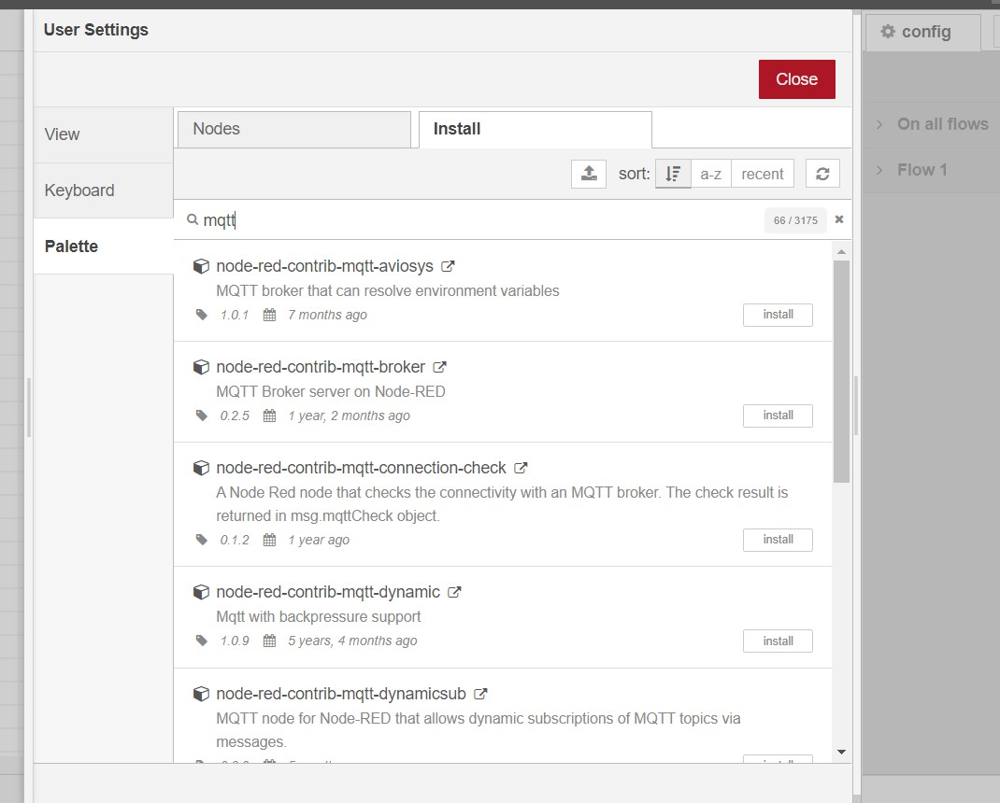 User Settings
config
Close
View
Keyboard
Palette
Nodes
Install
sort:
a-z
recent
mqtt
66 / 3175
node-red-contrib-mqtt-aviosys
MQTT broker that can resolve environment variables
1.0.1 7 months ago
install
node-red-contrib-mqtt-broker
MQTT Broker server on Node-RED
0.2.5 1 year, 2 months ago
install
node-red-contrib-mqtt-connection-check
A Node Red node that checks the connectivity with an MQTT broker. The check result is
returned in msg.mqttCheck object.
0.1.2 1 year ago
install
node-red-contrib-mqtt-dynamic
Mqtt with backpressure support
1.0.9 5 years, 4 months ago
install
node-red-contrib-mqtt-dynamicsub
MQTT node for Node-RED that allows dynamic subscriptions of MQTT topics via
messages.
On all flows
Flow 1